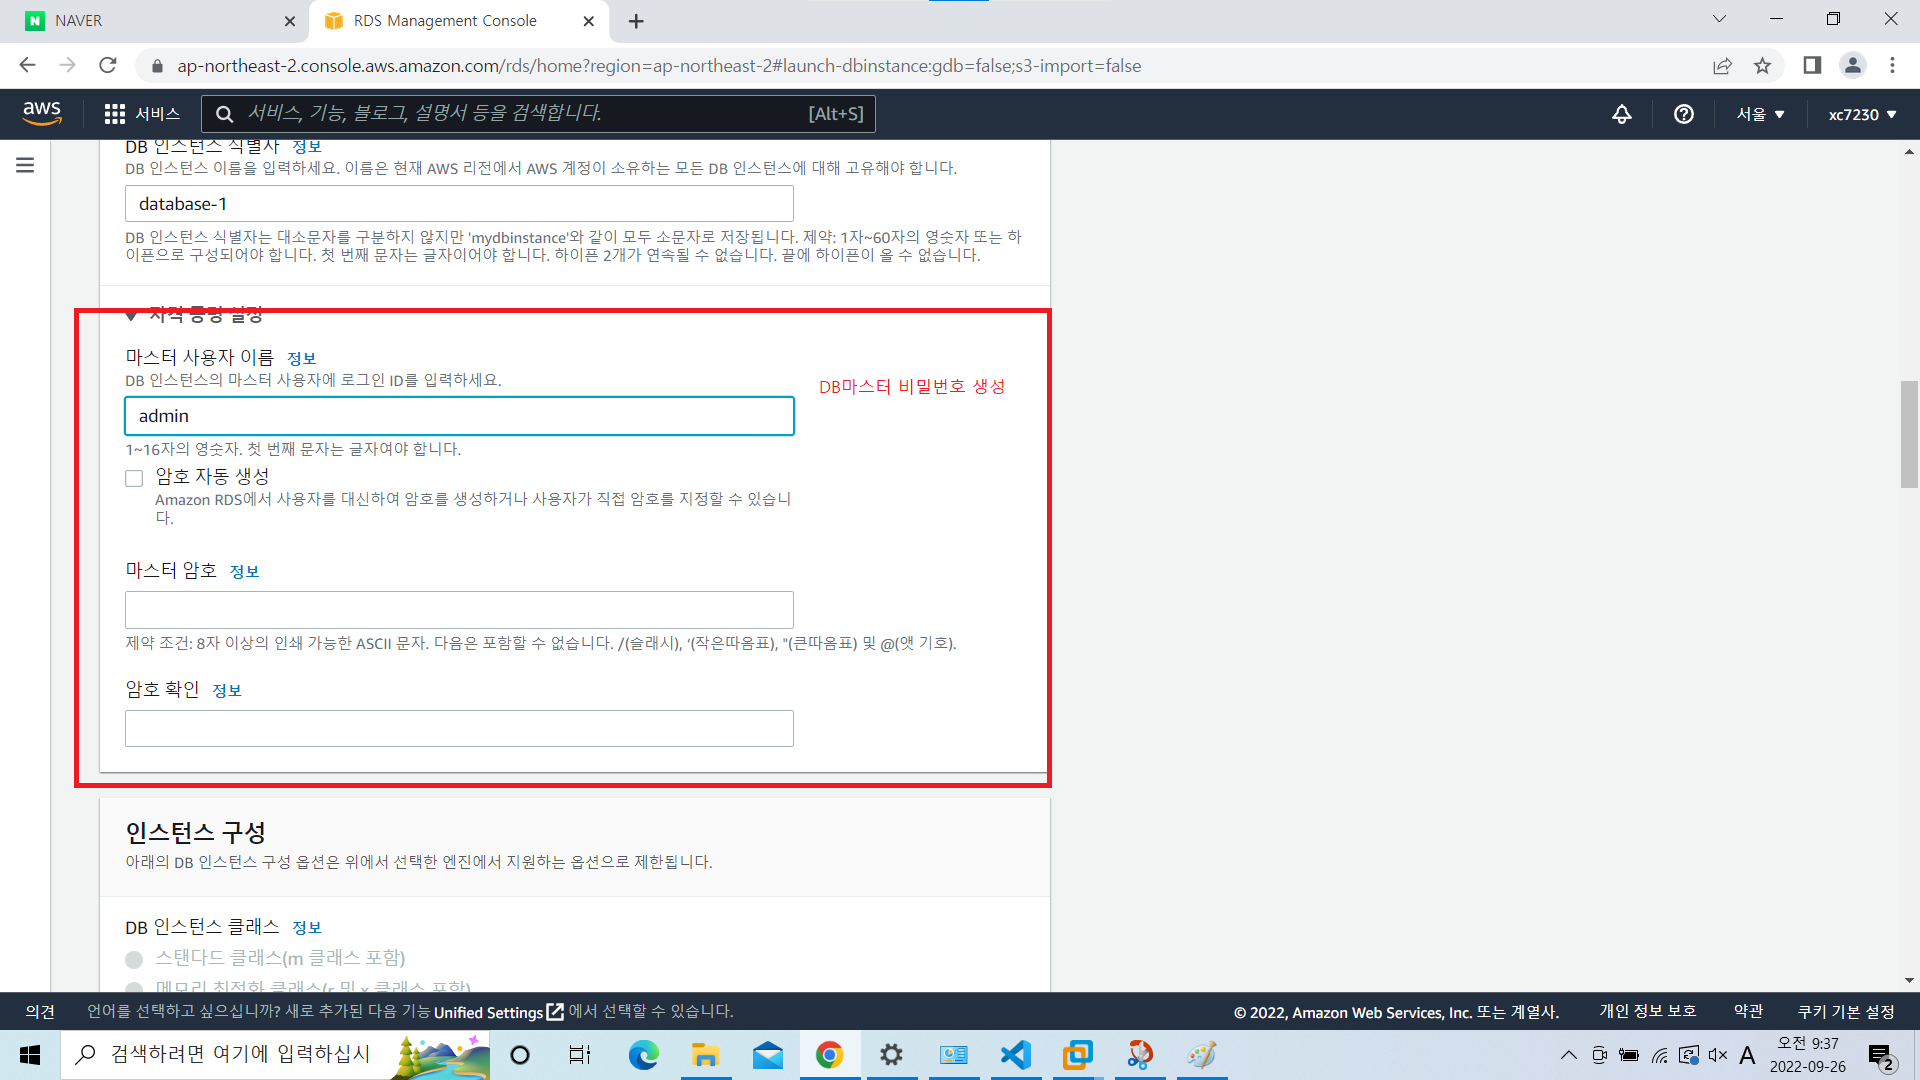 NAVER
RDS Management Console
ap-northeast-2.console.aws.amazon.com/rds/home?region=ap-northeast-2#launch-dbinstance:gdb=false;s3-import=false
aws
서비스
서비스, 기능, 블로그, 설명서 등을 검색합니다.
[Alt+S]
서울
xc7230
DB 인스턴스 식별자 정보
DB 인스턴스 이름을 입력하세요. 이름은 현재 AWS 리전에서 AWS 계정이 소유하는 모든 DB 인스턴스에 대해 고유해야 합니다.
database-1
DB 인스턴스 식별자는 대소문자를 구분하지 않지만 'mydbinstance'와 같이 모두 소문자로 저장됩니다. 제약: 1자~60자의 영숫자 또는 하
이픈으로 구성되어야 합니다. 첫 번째 문자는 글자이어야 합니다. 하이픈 2개가 연속될 수 없습니다. 끝에 하이픈이 올 수 없습니다.
자격 증명 설정
마스터 사용자 이름 정보
DB 인스턴스의 마스터 사용자에 로그인 ID를 입력하세요.
DB마스터 비밀번호 생성
admin
1~16자의 영숫자. 첫 번째 문자는 글자여야 합니다.
암호 자동 생성
Amazon RDS에서 사용자를 대신하여 암호를 생성하거나 사용자가 직접 암호를 지정할 수 있습니
다.
마스터 암호 정보
제약 조건: 8자 이상의 인쇄 가능한 ASCII 문자. 다음은 포함할 수 없습니다. /(슬래시), ‘(작은따옴표), "(큰따옴표) 및 @(앳 기호).
암호 확인 정보
인스턴스 구성
아래의 DB 인스턴스 구성 옵션은 위에서 선택한 엔진에서 지원하는 옵션으로 제한됩니다.
DB 인스턴스 클래스 정보
스탠다드 클래스(m 클래스 포함)
메모리 최적화 클래스(r 및 x 클래스 포함)
의견
언어를 선택하고 싶으십니까? 새로 추가된 다음 기능 Unified Settings 에서 선택할 수 있습니다.
© 2022, Amazon Web Services, Inc. 또는 계열사.
개인 정보 보호
약관
쿠키 기본 설정
검색하려면 여기에 입력하십시
A
오전 9:37
2022-09-26
2